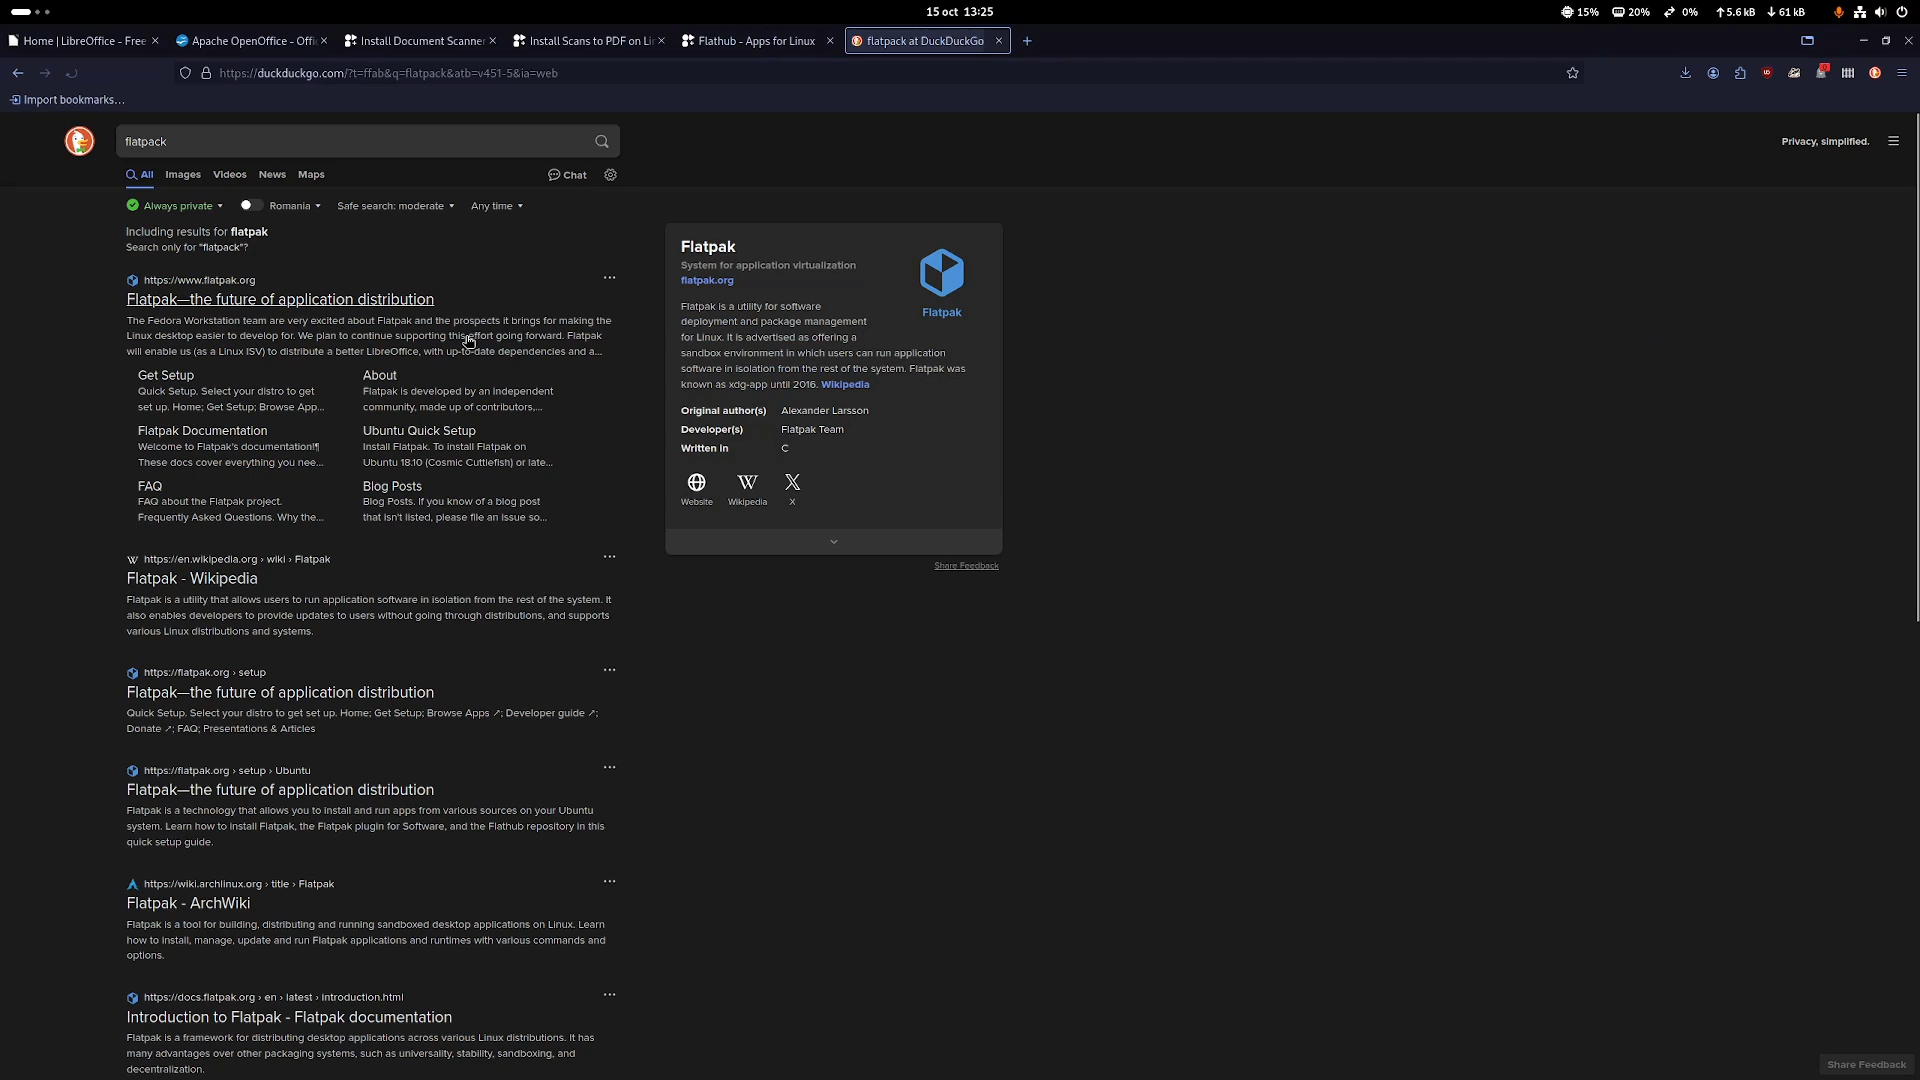 15 oct 13:25
15% 20% 0% 5.6 kB 61 kB
Home | LibreOffice - Free
Apache OpenOffice - Offi
Install Document Scanner
Install Scans to PDF on Li
Flathub - Apps for Linux
flatpack at DuckDuckGo
https://duckduckgo.com/?t=ffab&q=flatpack&atb=v451-5&ia=web
Import bookmarks…
flatpack
Privacy, simplified.
All Images Videos News Maps Chat
Always private Romania Safe search: moderate Any time
Including results for flatpak
Search only for "flatpack"?
https://www.flatpak.org
Flatpak—the future of application distribution
The Fedora Workstation team are very excited about Flatpak and the prospects it brings for making the
Linux desktop easier to develop for. We plan to continue supporting this effort going forward. Flatpak
will enable us (as a Linux ISV) to distribute a better LibreOffice, with up-to-date dependencies and a...
Get Setup
Quick Setup. Select your distro to get
set up. Home; Get Setup; Browse App...
About
Flatpak is developed by an independent
community, made up of contributors,...
Flatpak Documentation
Welcome to Flatpak's documentation!¶
These docs cover everything you nee...
Ubuntu Quick Setup
Install Flatpak. To install Flatpak on
Ubuntu 18.10 (Cosmic Cuttlefish) or late...
FAQ
FAQ about the Flatpak project.
Frequently Asked Questions. Why the...
Blog Posts
Blog Posts. If you know of a blog post
that isn't listed, please file an issue so...
https://en.wikipedia.org › wiki › Flatpak
Flatpak - Wikipedia
Flatpak is a utility that allows users to run application software in isolation from the rest of the system. It
also enables developers to provide updates to users without going through distributions, and supports
various Linux distributions and systems.
https://flatpak.org › setup
Flatpak—the future of application distribution
Quick Setup. Select your distro to get set up. Home; Get Setup; Browse Apps ↗; Developer guide ↗;
Donate ↗; FAQ; Presentations & Articles
https://flatpak.org › setup › Ubuntu
Flatpak—the future of application distribution
Flatpak is a technology that allows you to install and run apps from various sources on your Ubuntu
system. Learn how to install Flatpak, the Flatpak plugin for Software, and the Flathub repository in this
quick setup guide.
https://wiki.archlinux.org › title › Flatpak
Flatpak - ArchWiki
Flatpak is a tool for building, distributing and running sandboxed desktop applications on Linux. Learn
how to install, manage, update and run Flatpak applications and runtimes with various commands and
options.
https://docs.flatpak.org › en › latest › introduction.html
Introduction to Flatpak - Flatpak documentation
Flatpak is a framework for distributing desktop applications across various Linux distributions. It has
many advantages over other packaging systems, such as universality, stability, sandboxing, and
decentralization.
Flatpak
System for application virtualization
flatpak.org
Flatpak
Flatpak is a utility for software
deployment and package management
for Linux. It is advertised as offering a
sandbox environment in which users can run application
software in isolation from the rest of the system. Flatpak was
known as xdg-app until 2016. Wikipedia
Original author(s) Alexander Larsson
Developer(s) Flatpak Team
Written in C
Website Wikipedia X
Share Feedback
Share Feedback